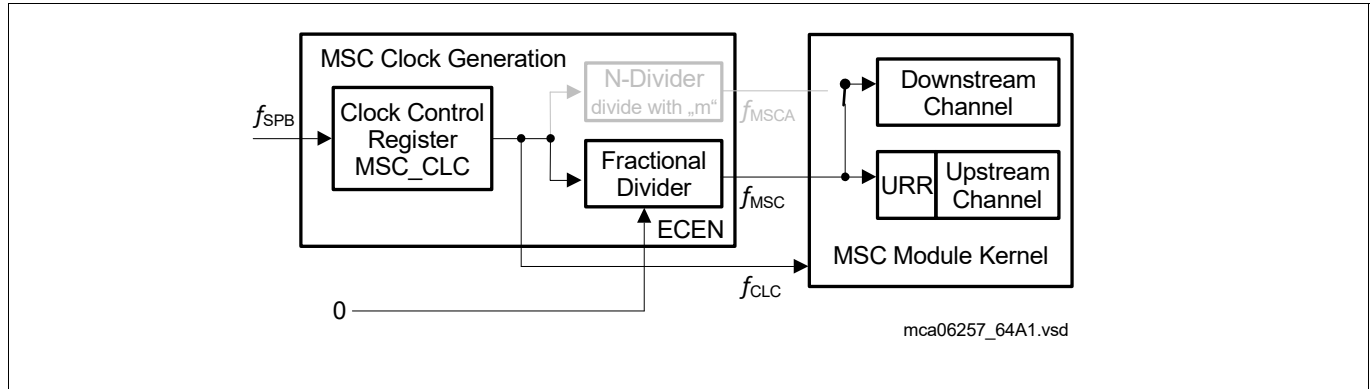 MSC Clock Generation
N-Divider
divide with „m“
Downstream
Channel
fSPB
Clock Control
Register
MSC_CLC
fMSCA
Fractional
Divider
fMSC
URR
Upstream
Channel
ECEN
MSC Module Kernel
fCLC
0
mca06257_64A1.vsd